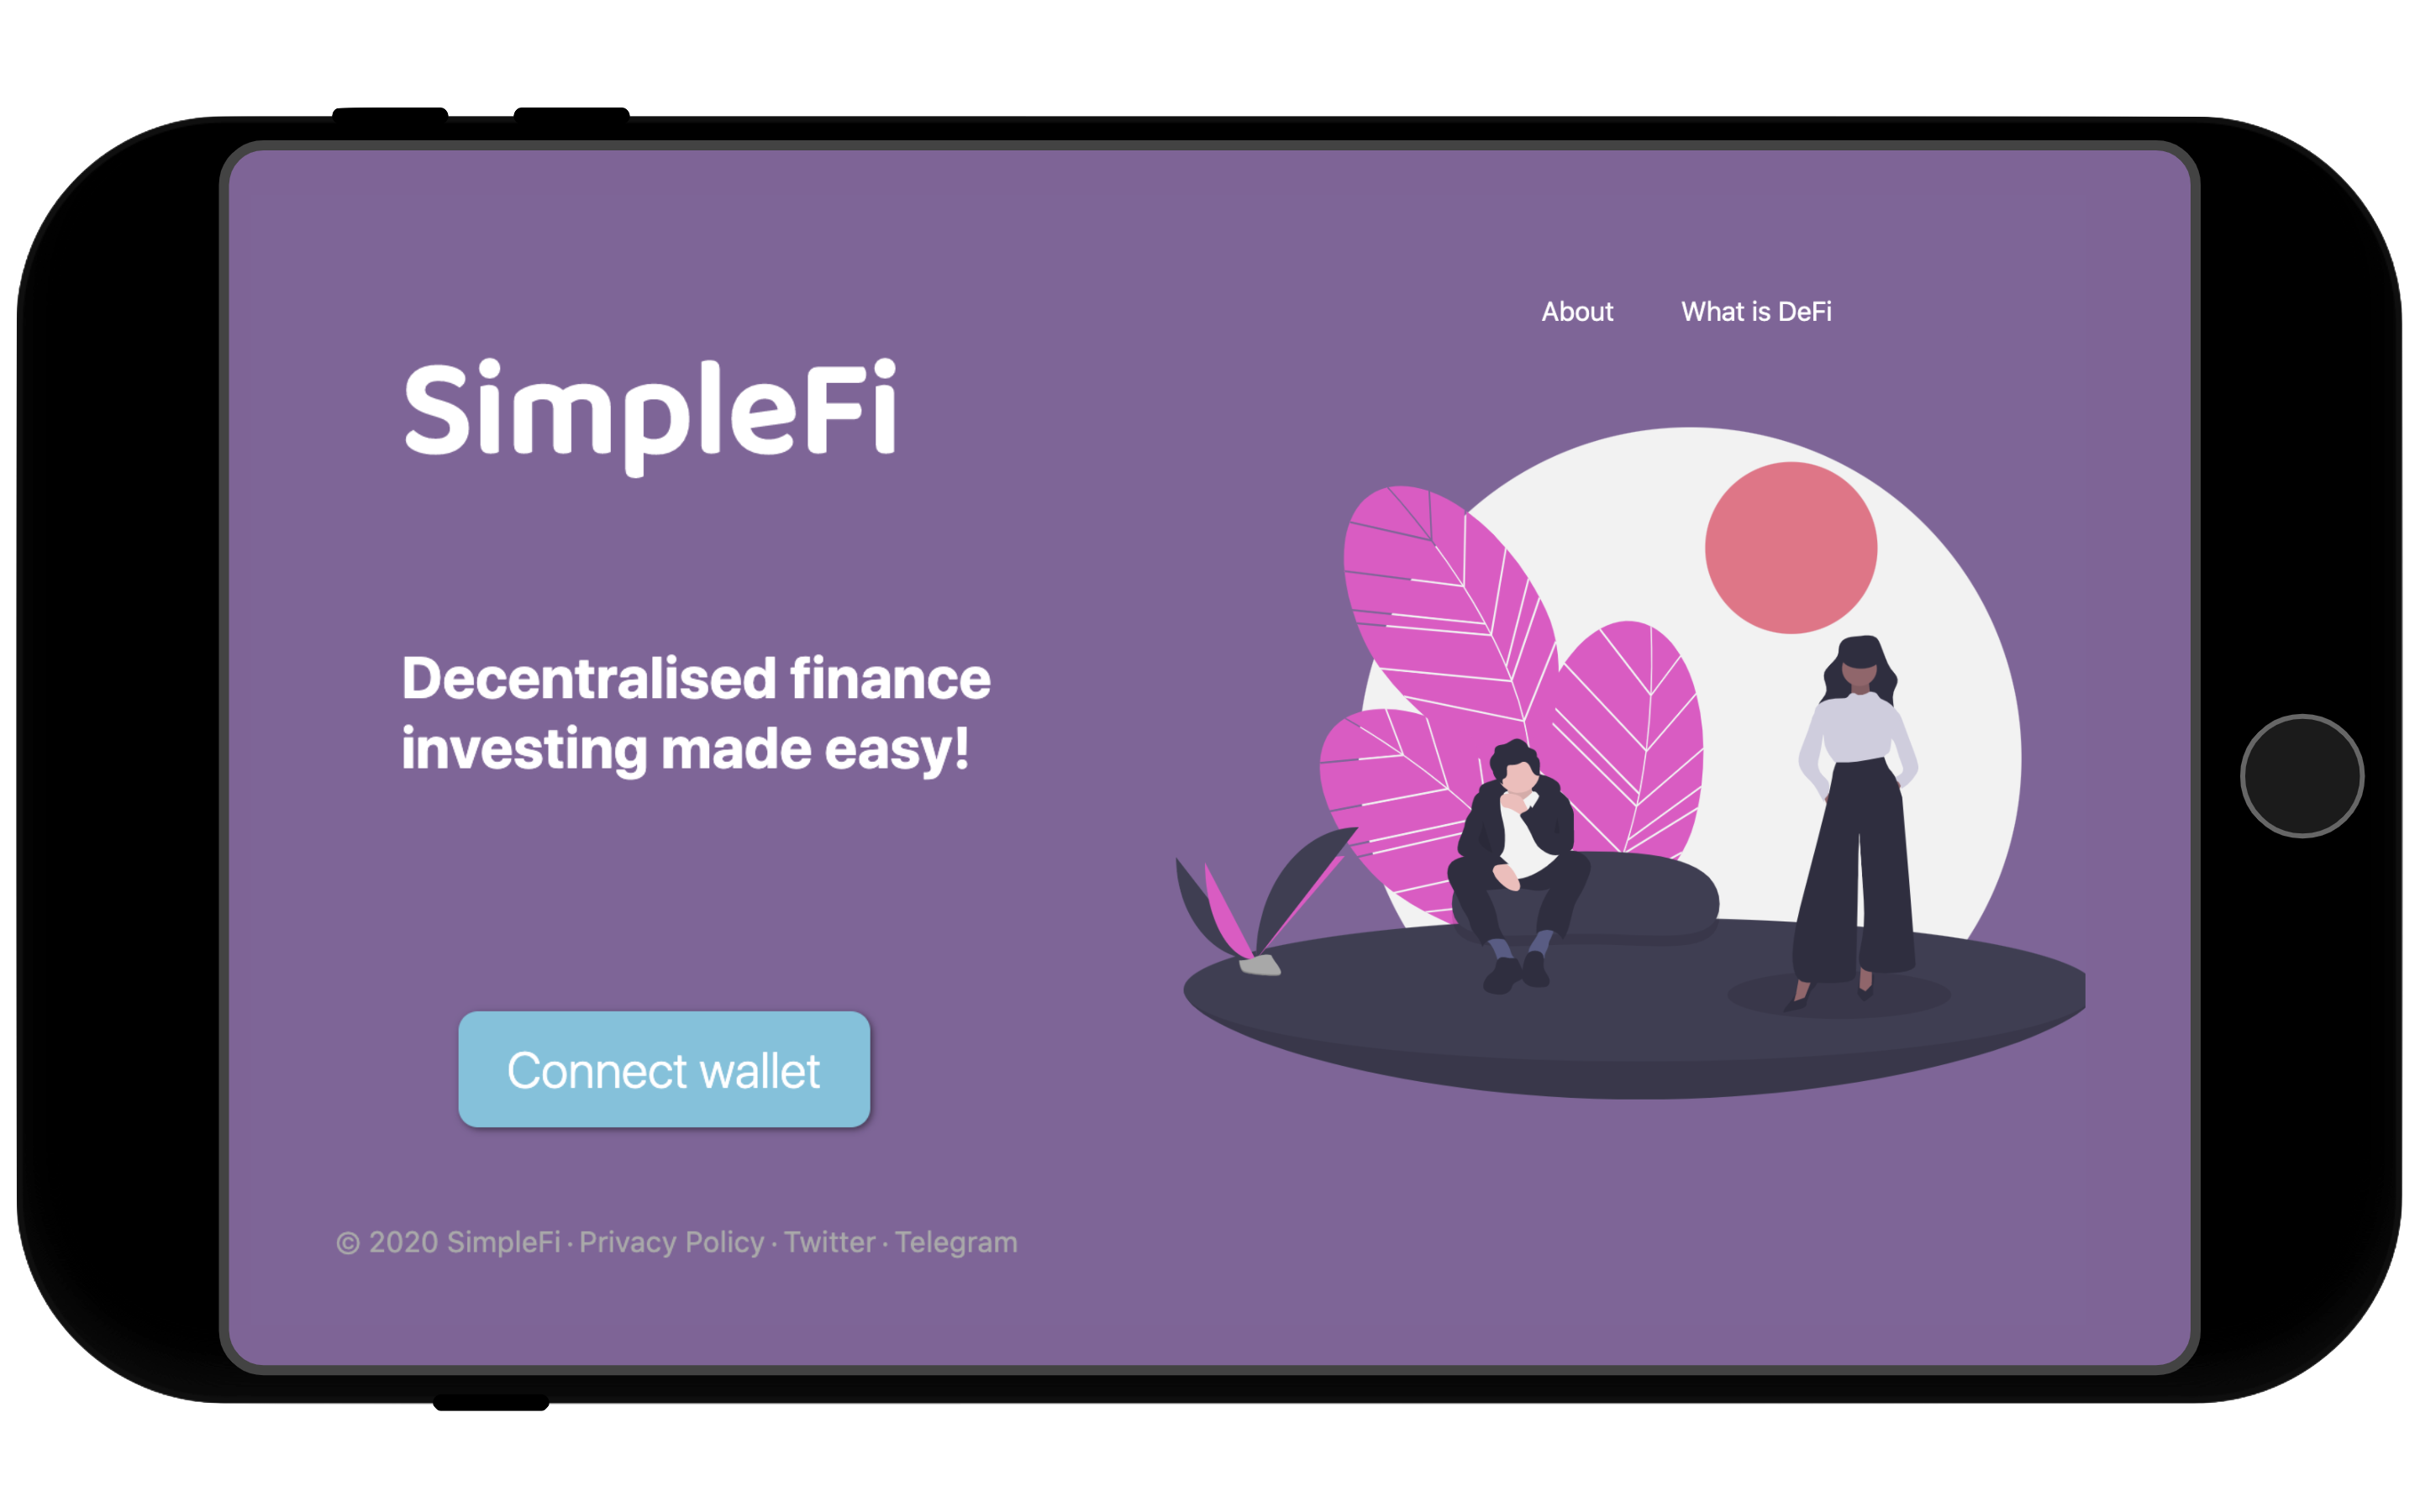 About What is DeFi
SimpleFi
Decentralised finance
investing made easy!
Connect wallet
© 2020 SimpleFi · Privacy Policy · Twitter · Telegram